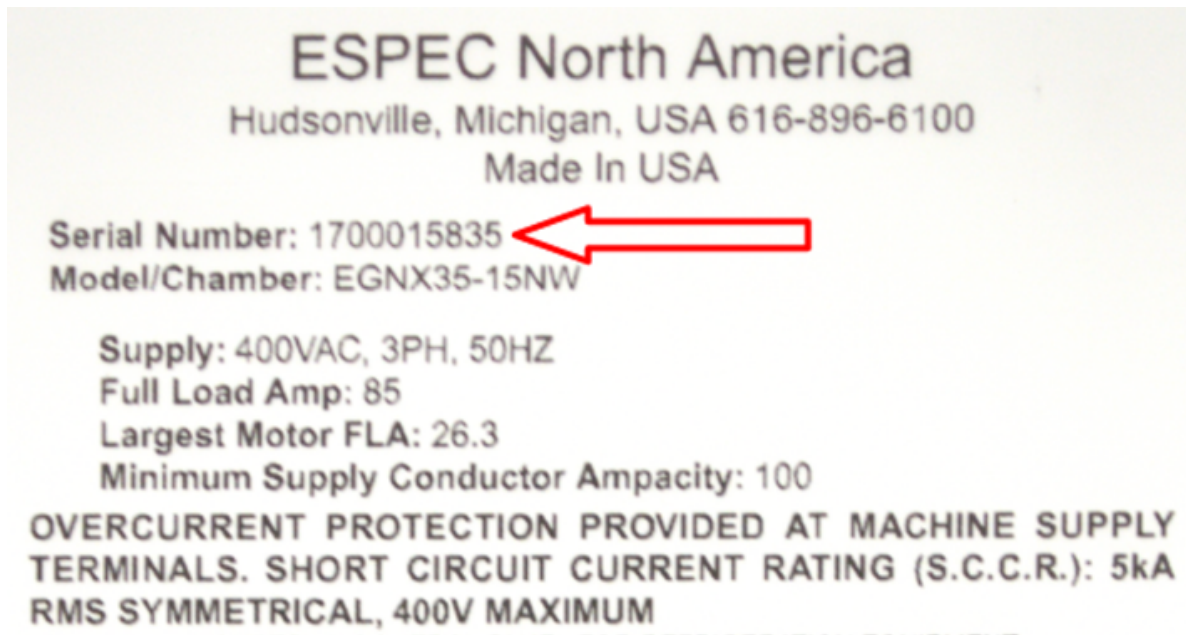 ESPEC North America
Hudsonville, Michigan, USA 616-896-6100
Made In USA
Serial Number: 1700015835
Model/Chamber: EGNX35-15NW
Supply: 400VAC, 3PH, 50HZ
Full Load Amp: 85
Largest Motor FLA: 26.3
Minimum Supply Conductor Ampacity: 100
OVERCURRENT PROTECTION PROVIDED AT MACHINE SUPPLY
TERMINALS. SHORT CIRCUIT CURRENT RATING (S.C.C.R.): 5kA
RMS SYMMETRICAL, 400V MAXIMUM